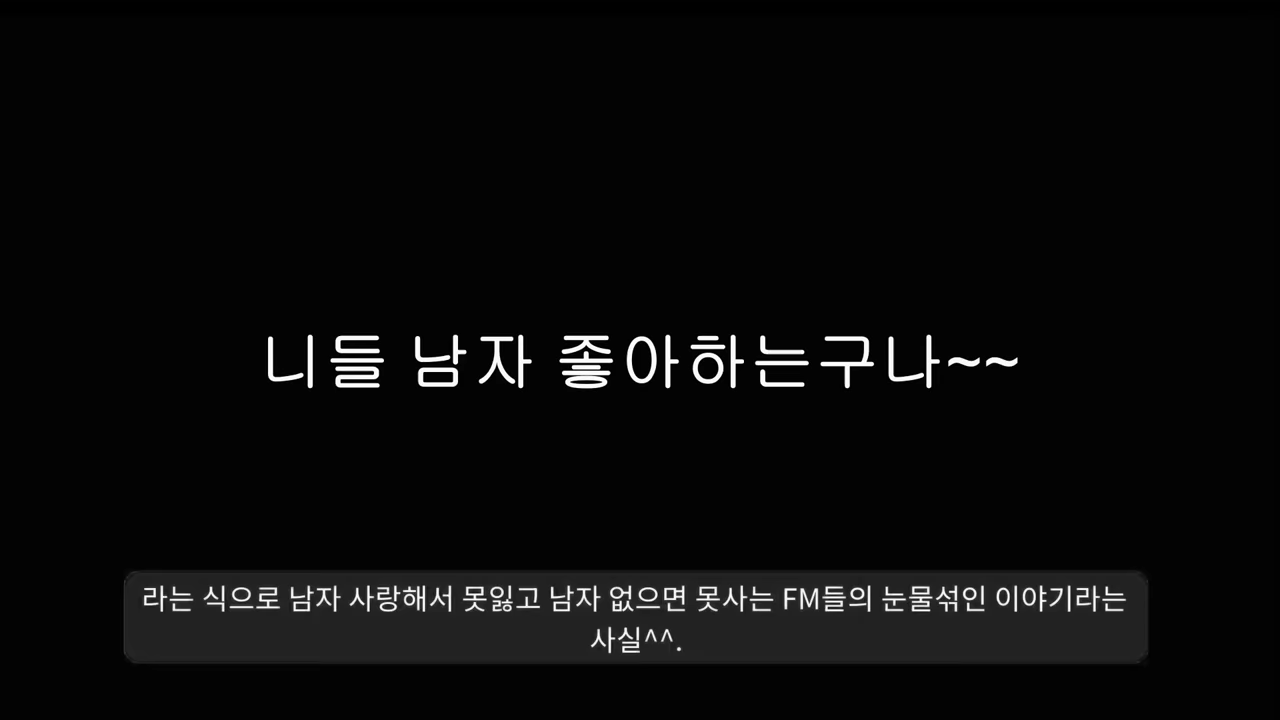 니들 남자 좋아하는구나~~
라는 식으로 남자 사랑해서 못잃고 남자 없으면 못사는 FM들의 눈물섞인 이야기라는
사실^^.